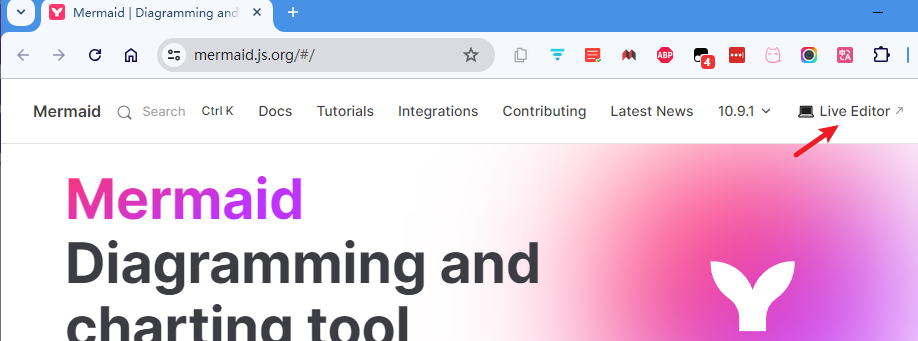 Mermaid | Diagramming and
mermaid.js.org/#/
ABP
4
Mermaid Search Ctrl K Docs Tutorials Integrations Contributing Latest News 10.9.1 Live Editor
Mermaid
Diagramming and
charting tool